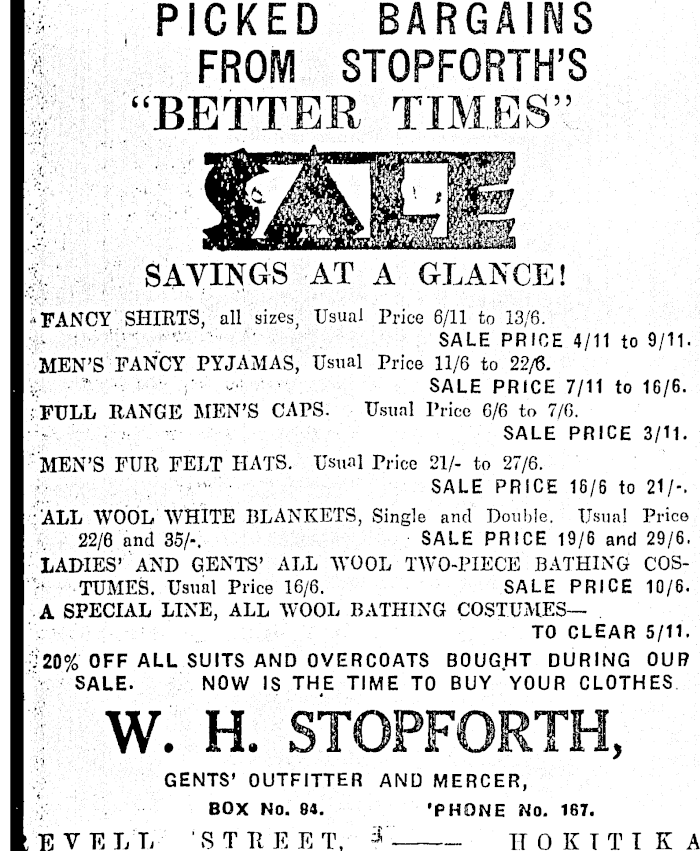 PICKED BARGAINS
FROM STOPFORTH'S
"BETTER TIMES"
SALE
SAVINGS AT A GLANCE!
FANCY SHIRTS, all sizes, Usual Price 6/11 to 13/6.
SALE PRICE 4/11 to 9/11.
MEN'S FANCY PYJAMAS, Usual Price 11/6 to 22/6.
SALE PRICE 7/11 to 16/6.
FULL RANGE MEN'S CAPS. Usual Price 6/6 to 7/6.
SALE PRICE 3/11.
MEN'S FUR FELT HATS. Usual Price 21/- to 27/6.
SALE PRICE 16/6 to 21/-.
ALL WOOL WHITE BLANKETS, Single and Double. Usual Price
22/6 and 35/-. SALE PRICE 19/6 and 29/6.
LADIES' AND GENTS' ALL WOOL TWO-PIECE BATHING COS-
TUMES. Usual Price 16/6. SALE PRICE 10/6.
A SPECIAL LINE, ALL WOOL BATHING COSTUMES—
TO CLEAR 5/11.
20% OFF ALL SUITS AND OVERCOATS BOUGHT DURING OUR
SALE. NOW IS THE TIME TO BUY YOUR CLOTHES.
W. H. STOPFORTH,
GENTS' OUTFITTER AND MERCER,
BOX No. 84. 'PHONE No. 167.
REVELL STREET, —— HOKITIKA